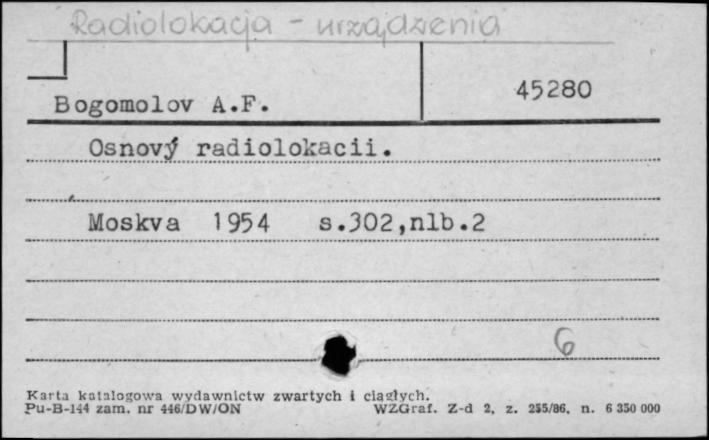 Radiolokacja - urządzenia
45280
Bogomolov A.F.
Osnový radiolokacii.
Moskva 1954 s.302,nlb.2
6
Karta katalogowa wydawnictw zwartych i ciągłych.
Pu-B-144 zam. nr 446/DW/ON WZGraf. Z-d 2, z. 255/86, n. 6 350 000